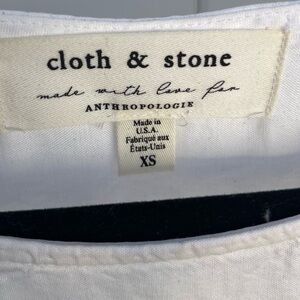 cloth & stone
made with love for
ANTHROPOLOGIE
Made in
U.S.A.
Fabriqué aux
États-Unis
XS